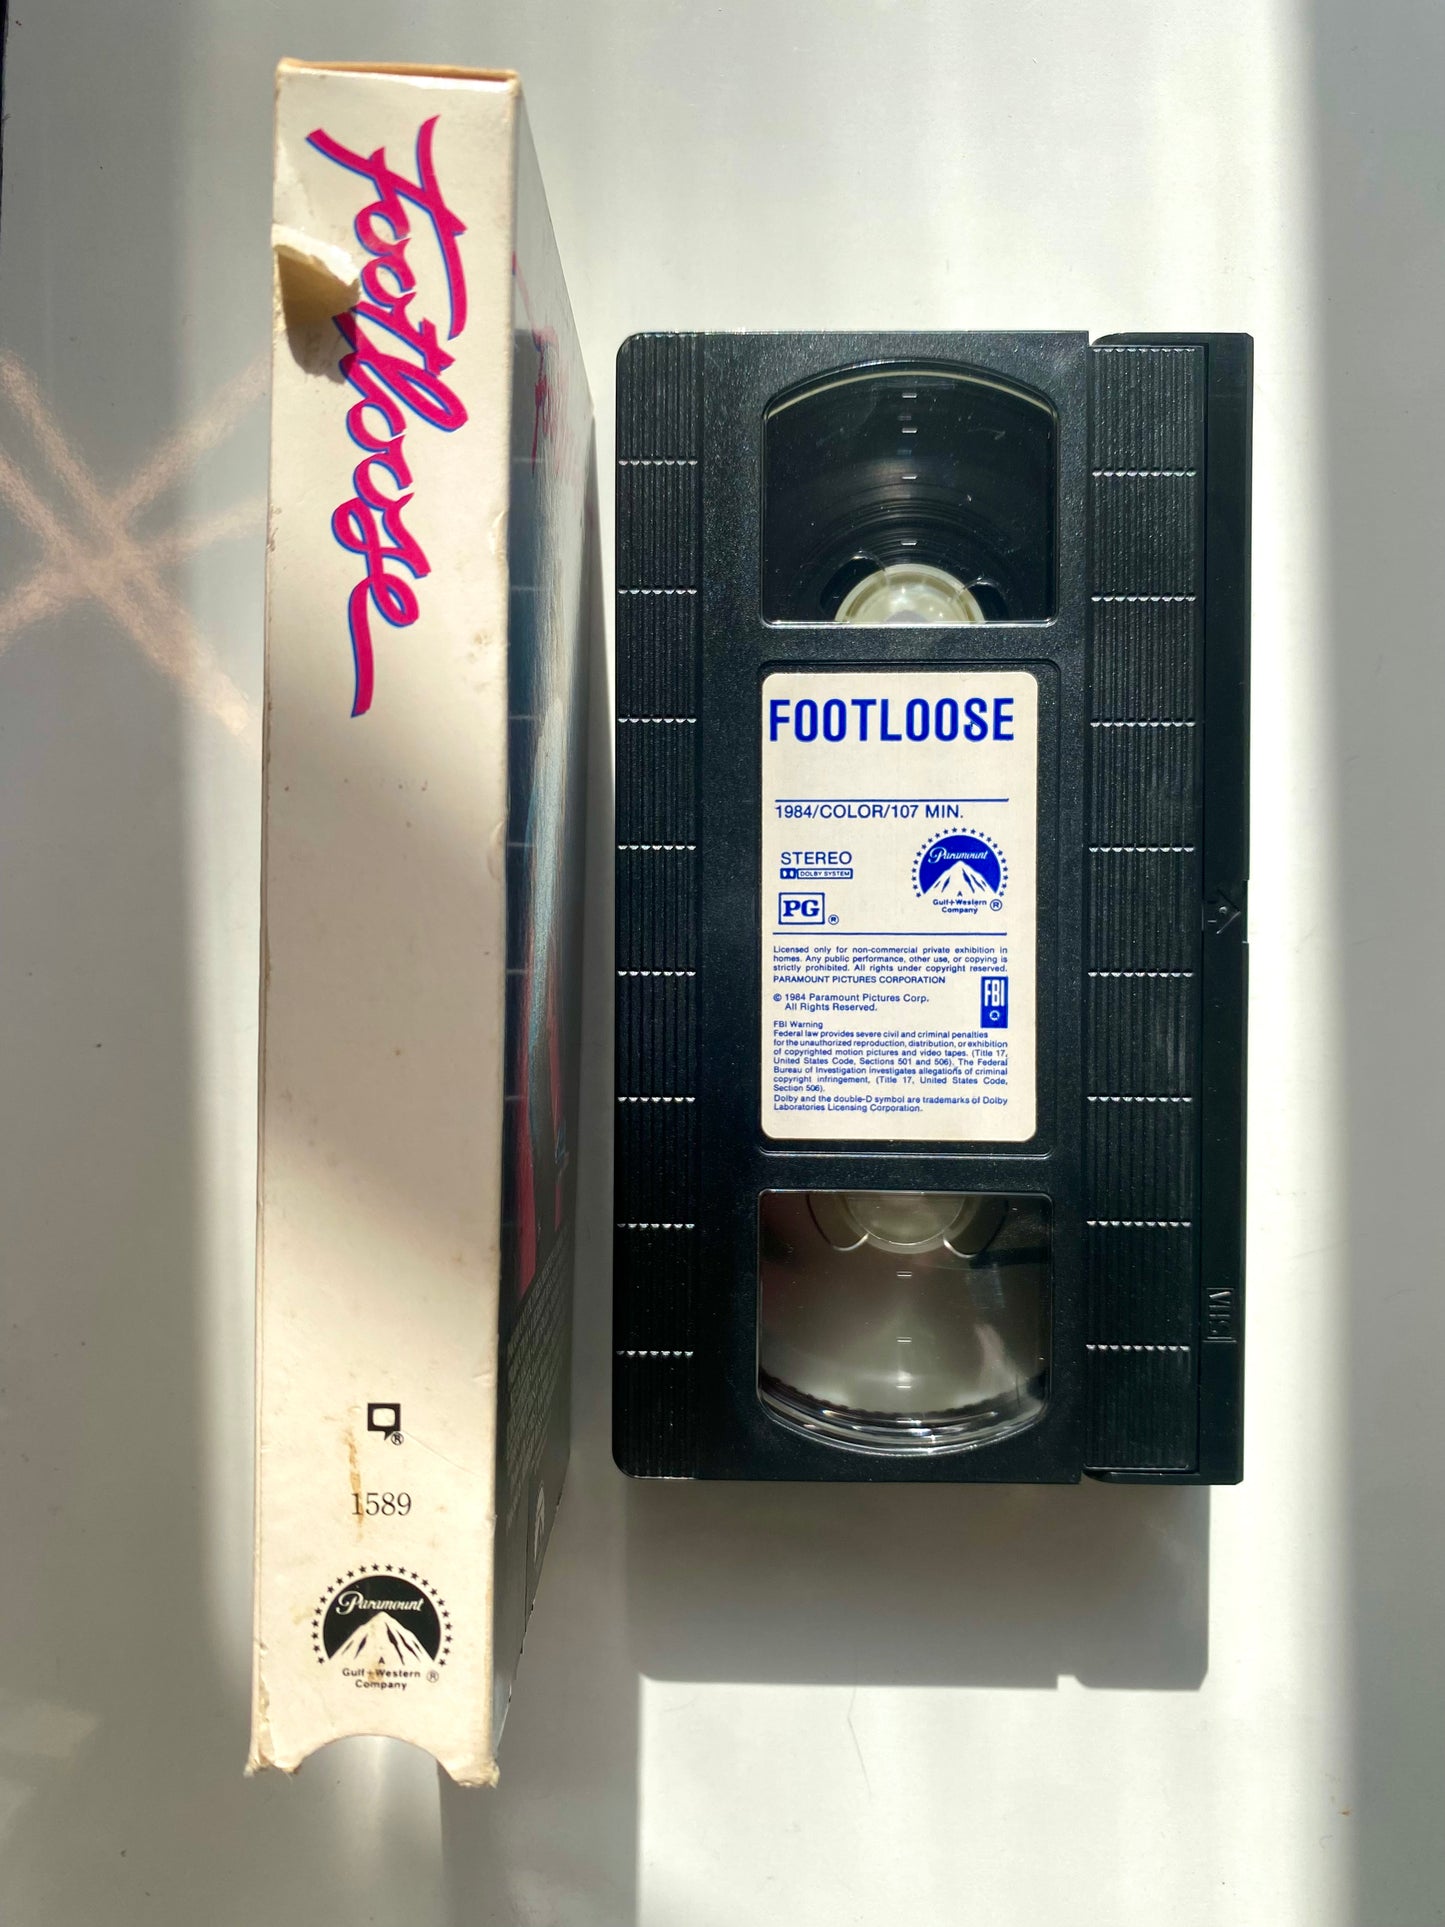 Footloose
®
1589
Paramount
A
Gulf+Western ®
Company
FOOTLOOSE
1984/COLOR/107 MIN.
STEREO
DOLBY SYSTEM
PG ®
Paramount
A
Gulf+Western ®
Company
Licensed only for non-commercial private exhibition in
homes. Any public performance, other use, or copying is
strictly prohibited. All rights under copyright reserved.
PARAMOUNT PICTURES CORPORATION
© 1984 Paramount Pictures Corp.
All Rights Reserved.
FBI
FBI Warning
Federal law provides severe civil and criminal penalties
for the unauthorized reproduction, distribution, or exhibition
of copyrighted motion pictures and video tapes. (Title 17,
United States Code, Sections 501 and 506). The Federal
Bureau of Investigation investigates allegations of criminal
copyright infringement, (Title 17, United States Code,
Section 506).
Dolby and the double-D symbol are trademarks of Dolby
Laboratories Licensing Corporation.
VHS